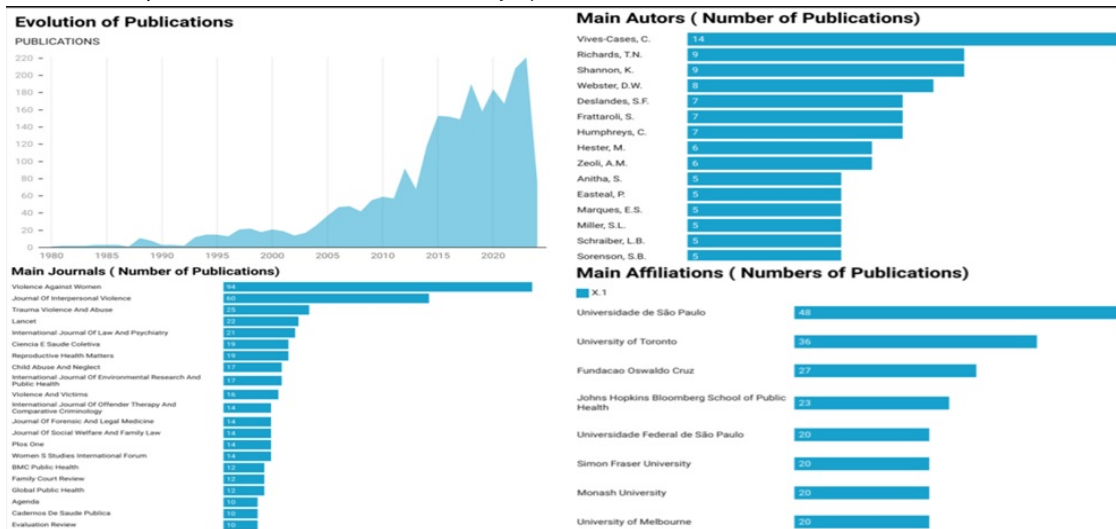 Evolution of Publications
PUBLICATIONS
220
200
180
160
140
120
100
80
60
40
20
0
1980 1985 1990 1995 2000 2005 2010 2015 2020
Main Autors ( Number of Publications)
Vives-Cases, C. 14
Richards, T.N. 9
Shannon, K. 9
Webster, D.W. 8
Deslandes, S.F. 7
Frattaroli, S. 7
Humphreys, C. 7
Hester, M. 6
Zeoli, A.M. 6
Anitha, S. 5
Easteal, P. 5
Marques, E.S. 5
Miller, S.L. 5
Schraiber, L.B. 5
Sorenson, S.B. 5
Main Journals ( Number of Publications)
Violence Against Women 94
Journal Of Interpersonal Violence 60
Trauma Violence And Abuse 25
Lancet 22
International Journal Of Law And Psychiatry 21
Ciencia E Saude Coletiva 19
Reproductive Health Matters 19
Child Abuse And Neglect 17
International Journal Of Environmental Research And
Public Health 17
Violence And Victims 16
International Journal Of Offender Therapy And
Comparative Criminology 14
Journal Of Forensic And Legal Medicine 14
Journal Of Social Welfare And Family Law 14
Plos One 14
Women S Studies International Forum 14
BMC Public Health 12
Family Court Review 12
Global Public Health 12
Agenda 10
Cadernos De Saude Publica 10
Evaluation Review 10
Main Affiliations ( Numbers of Publications)
X.1
Universidade de São Paulo 48
University of Toronto 36
Fundacao Oswaldo Cruz 27
Johns Hopkins Bloomberg School of Public
Health 23
Universidade Federal de São Paulo 20
Simon Fraser University 20
Monash University 20
University of Melbourne 20